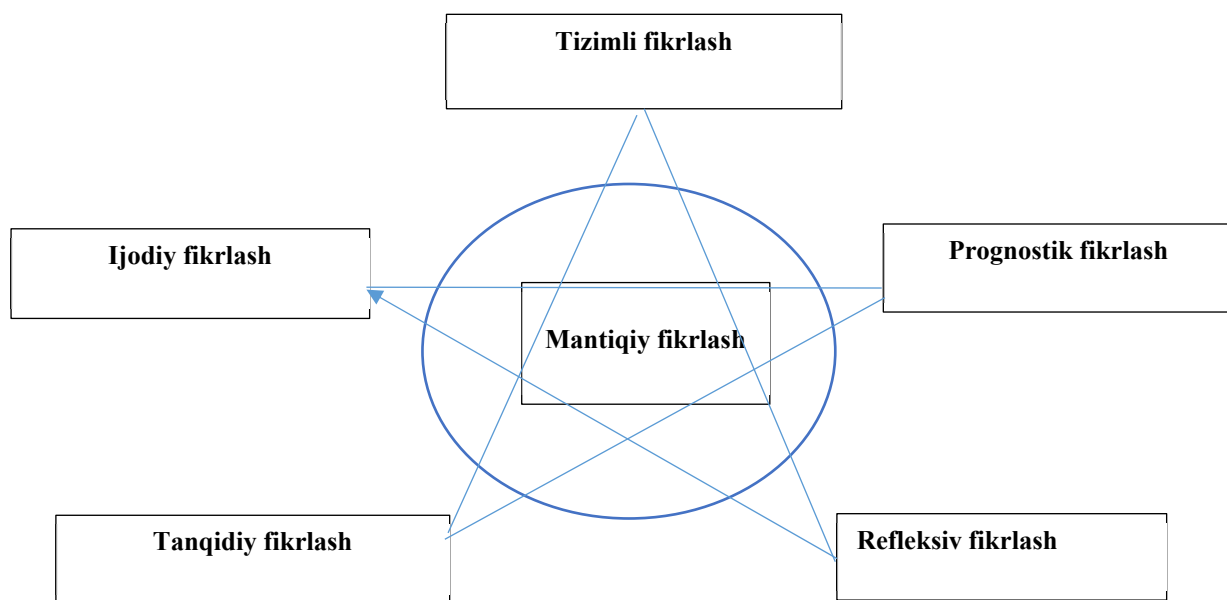 Tizimli fikrlash
Ijodiy fikrlash
Prognostik fikrlash
Mantiqiy fikrlash
Tanqidiy fikrlash
Refleksiv fikrlash